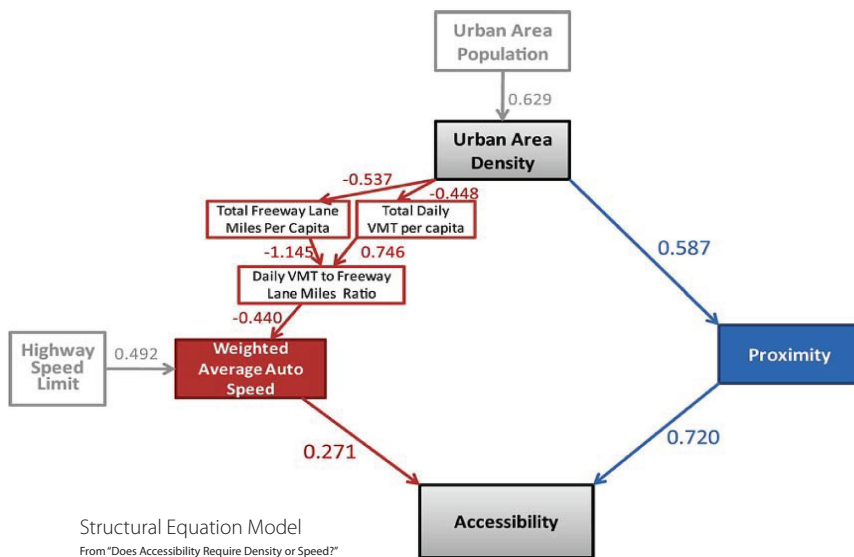 Urban Area
Population
0.629
Urban Area
Density
-0.537
-0.448
Total Freeway Lane
Miles Per Capita
Total Daily
VMT per capita
-1.145
0.746
0.587
Daily VMT to Freeway
Lane Miles Ratio
-0.440
Highway
Speed
Limit
0.492
Weighted
Average Auto
Speed
Proximity
0.271
0.720
Accessibility
Structural Equation Model
From "Does Accessibility Require Density or Speed?"